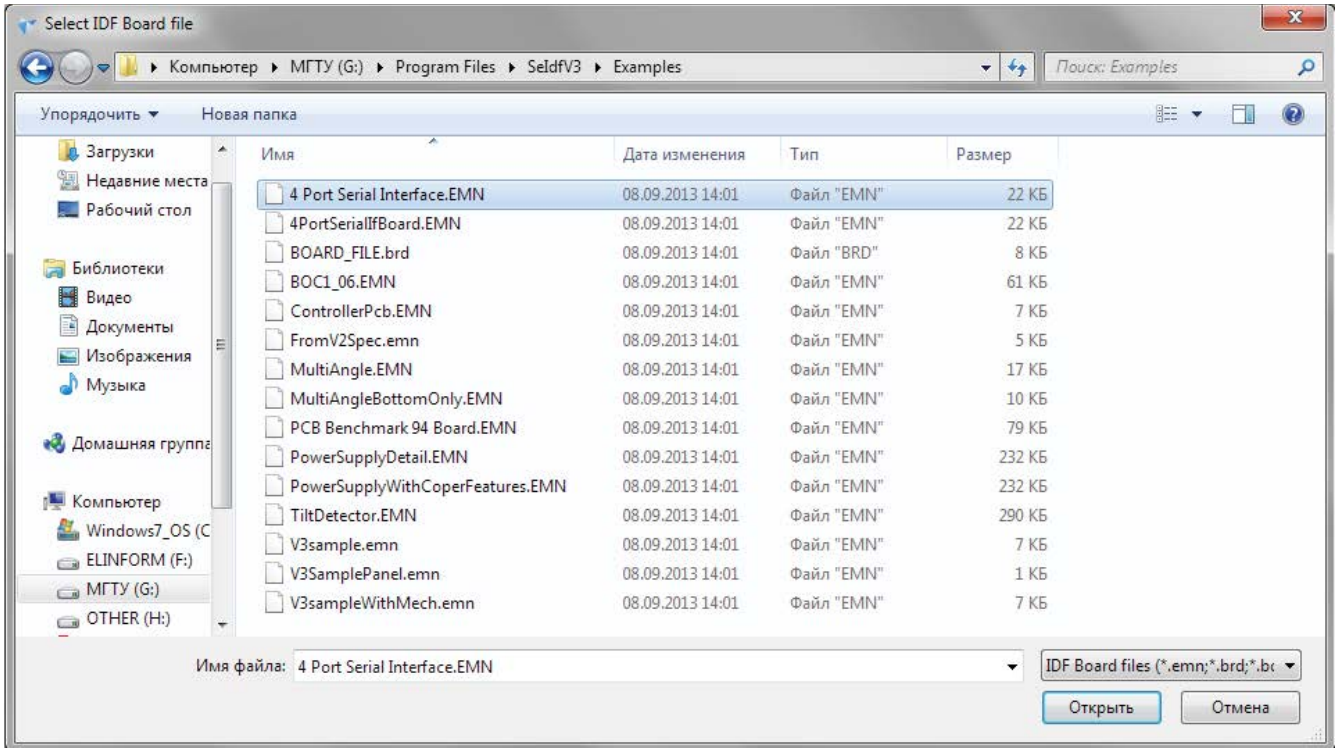 Select IDF Board file
Компьютер ▸ МГТУ (G:) ▸ Program Files ▸ SeIdfV3 ▸ Examples
Поиск: Examples
Упорядочить Новая папка
Загрузки
Недавние места
Рабочий стол
Библиотеки
Видео
Документы
Изображения
Музыка
Домашняя группа
Компьютер
Windows7_OS (C
ELINFORM (F:)
МГТУ (G:)
OTHER (H:)
Имя Дата изменения Тип Размер
4 Port Serial Interface.EMN 08.09.2013 14:01 Файл "EMN" 22 КБ
4PortSerialIfBoard.EMN 08.09.2013 14:01 Файл "EMN" 22 КБ
BOARD_FILE.brd 08.09.2013 14:01 Файл "BRD" 8 КБ
BOC1_06.EMN 08.09.2013 14:01 Файл "EMN" 61 КБ
ControllerPcb.EMN 08.09.2013 14:01 Файл "EMN" 7 КБ
FromV2Spec.emn 08.09.2013 14:01 Файл "EMN" 5 КБ
MultiAngle.EMN 08.09.2013 14:01 Файл "EMN" 17 КБ
MultiAngleBottomOnly.EMN 08.09.2013 14:01 Файл "EMN" 10 КБ
PCB Benchmark 94 Board.EMN 08.09.2013 14:01 Файл "EMN" 79 КБ
PowerSupplyDetail.EMN 08.09.2013 14:01 Файл "EMN" 232 КБ
PowerSupplyWithCoperFeatures.EMN 08.09.2013 14:01 Файл "EMN" 232 КБ
TiltDetector.EMN 08.09.2013 14:01 Файл "EMN" 290 КБ
V3sample.emn 08.09.2013 14:01 Файл "EMN" 7 КБ
V3SamplePanel.emn 08.09.2013 14:01 Файл "EMN" 1 КБ
V3sampleWithMech.emn 08.09.2013 14:01 Файл "EMN" 7 КБ
Имя файла: 4 Port Serial Interface.EMN IDF Board files (*.emn;*.brd;*.bc
Открыть Отмена